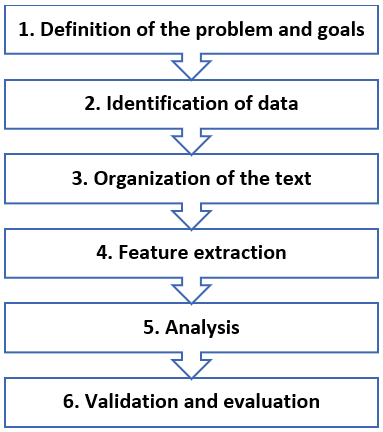 1. Definition of the problem and goals
2. Identification of data
3. Organization of the text
4. Feature extraction
5. Analysis
6. Validation and evaluation